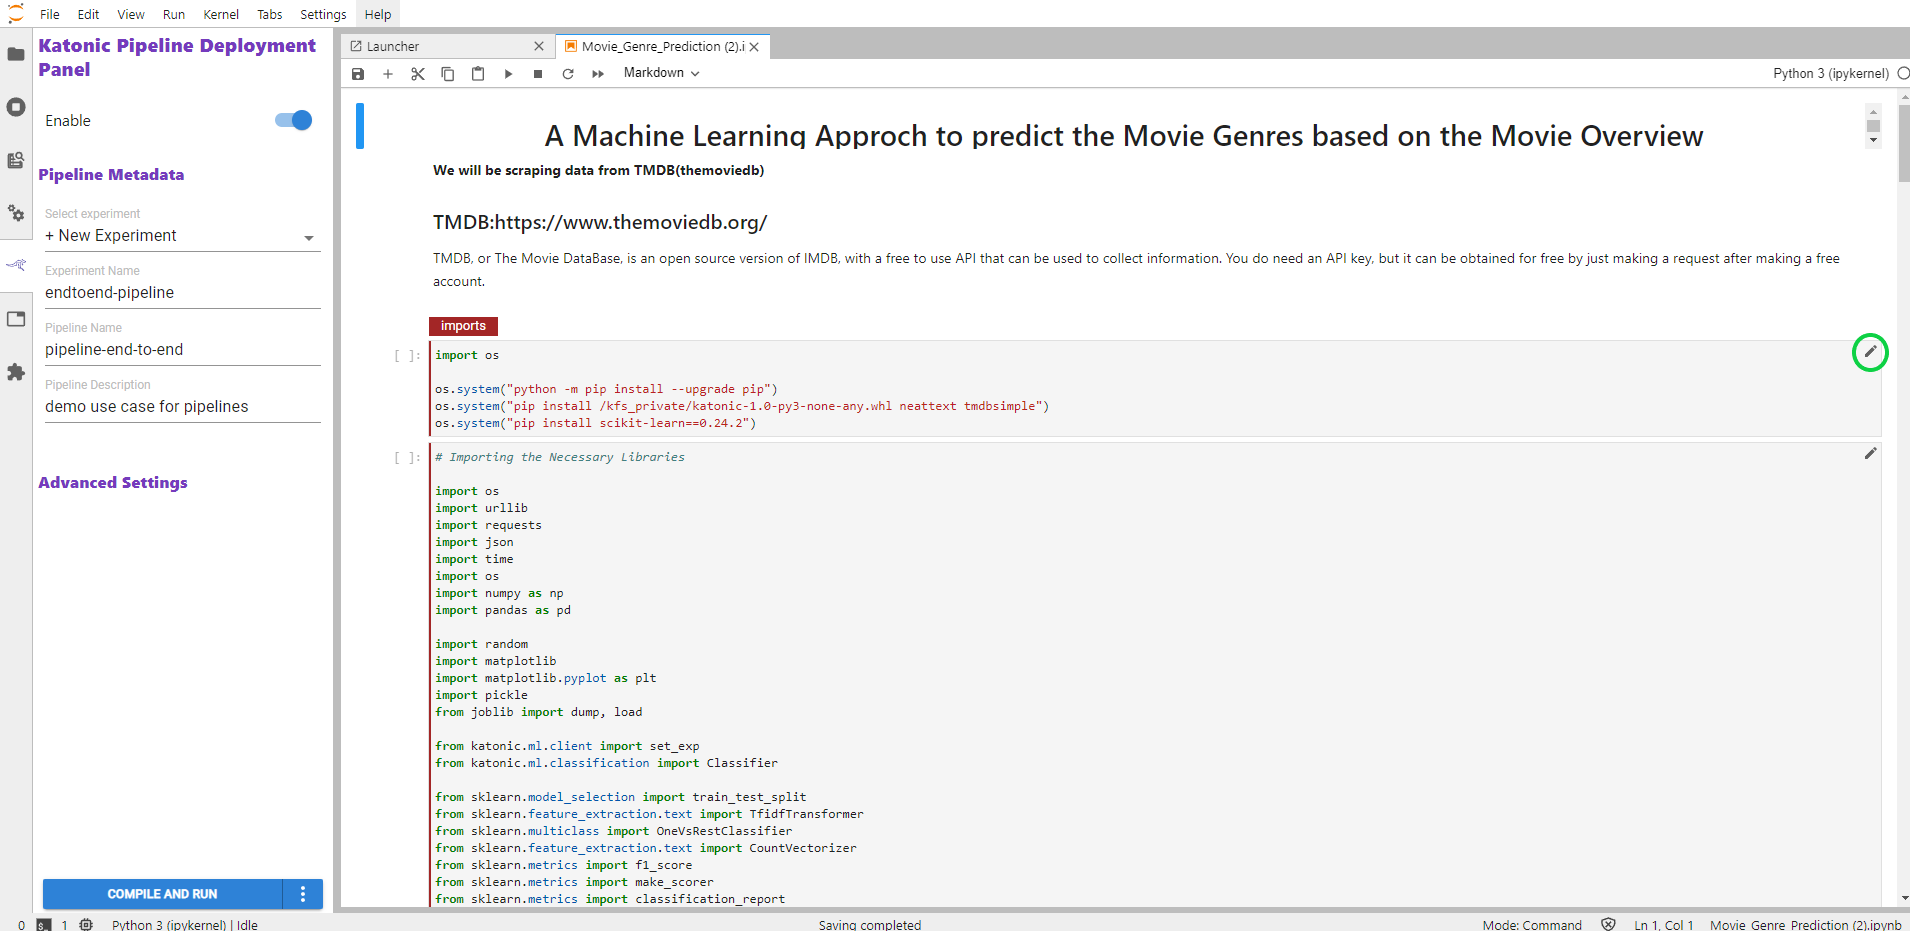 File Edit View Run Kernel Tabs Settings Help
Katonic Pipeline Deployment
Panel
Enable
Pipeline Metadata
Select experiment
+ New Experiment
Experiment Name
endtoend-pipeline
Pipeline Name
pipeline-end-to-end
Pipeline Description
demo use case for pipelines
Advanced Settings
COMPILE AND RUN
Launcher
Movie_Genre_Prediction (2).i
Markdown
Python 3 (ipykernel)
A Machine Learning Approch to predict the Movie Genres based on the Movie Overview
We will be scraping data from TMDB(themoviedb)
TMDB:https://www.themoviedb.org/
TMDB, or The Movie DataBase, is an open source version of IMDB, with a free to use API that can be used to collect information. You do need an API key, but it can be obtained for free by just making a request after making a free
account.
imports
[ ]: import os
os.system("python -m pip install --upgrade pip")
os.system("pip install /kfs_private/katonic-1.0-py3-none-any.whl neattext tmdbsimple")
os.system("pip install scikit-learn==0.24.2")
[ ]: # Importing the Necessary Libraries
import os
import urllib
import requests
import json
import time
import os
import numpy as np
import pandas as pd
import random
import matplotlib
import matplotlib.pyplot as plt
import pickle
from joblib import dump, load
from katonic.ml.client import set_exp
from katonic.ml.classification import Classifier
from sklearn.model_selection import train_test_split
from sklearn.feature_extraction.text import TfidfTransformer
from sklearn.multiclass import OneVsRestClassifier
from sklearn.feature_extraction.text import CountVectorizer
from sklearn.metrics import f1_score
from sklearn.metrics import make_scorer
from sklearn.metrics import classification_report
0 1 Python 3 (ipykernel) | Idle Saving completed Mode: Command Ln 1, Col 1 Movie_Genre_Prediction (2).ipynb